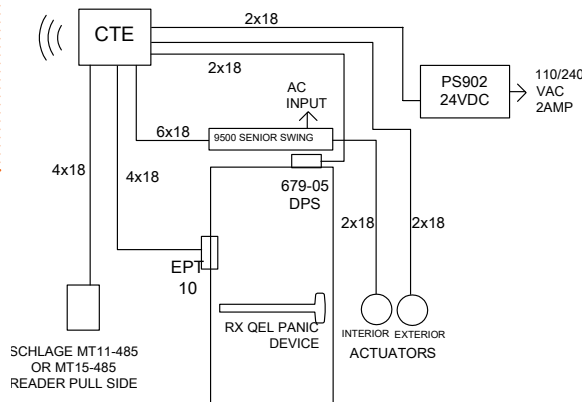 2x18
CTE
2x18
AC
INPUT
PS902
24VDC
110/240
VAC
2AMP
6x18
9500 SENIOR SWING
4x18
4x18
679-05
DPS
2x18
2x18
EPT
10
RX QEL PANIC
DEVICE
INTERIOR
EXTERIOR
ACTUATORS
SCHLAGE MT11-485
OR MT15-485
READER PULL SIDE